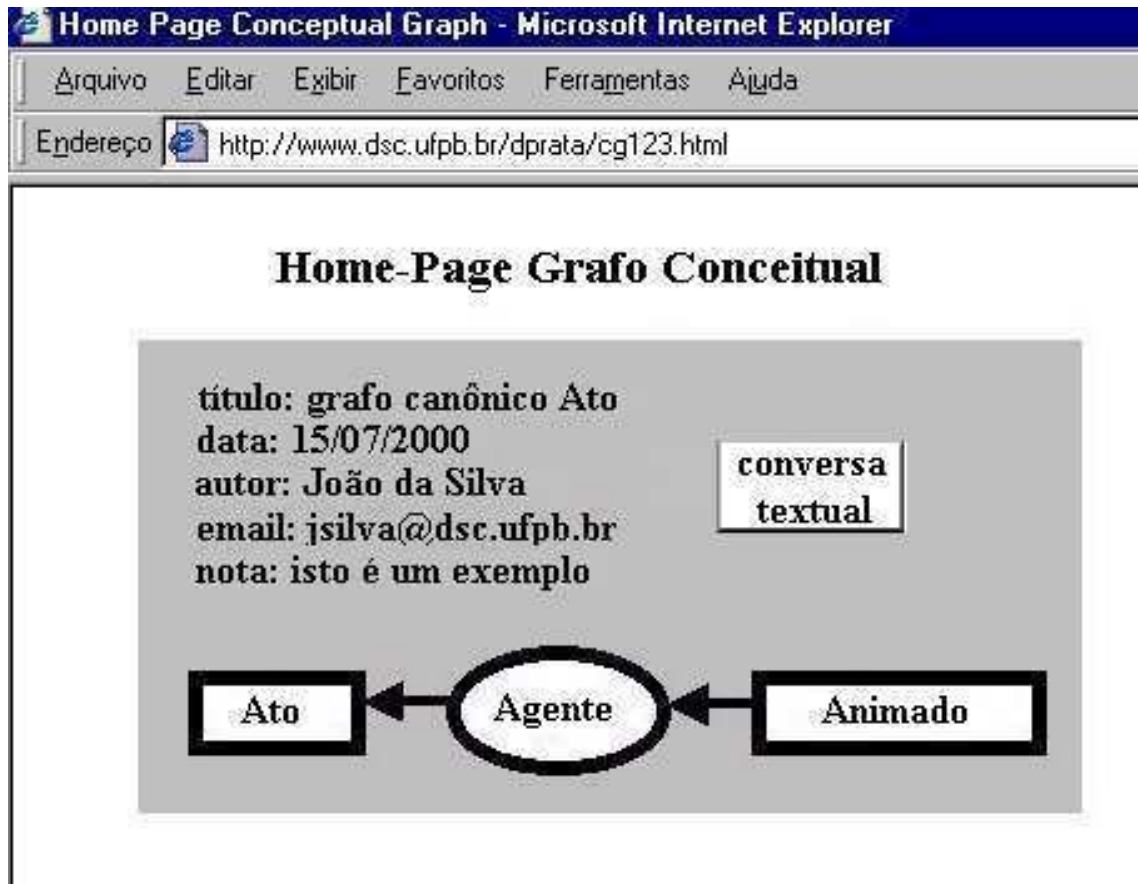 Home Page Conceptual Graph - Microsoft Internet Explorer
Arquivo Editar Exibir Favoritos Ferramentas Ajuda
Endereço http://www.dsc.ufpb.br/dprata/cg123.html
Home-Page Grafo Conceitual
título: grafo canônico Ato
data: 15/07/2000
autor: João da Silva
email: jsilva@dsc.ufpb.br
nota: isto é um exemplo
conversa
textual
Ato Agente Animado